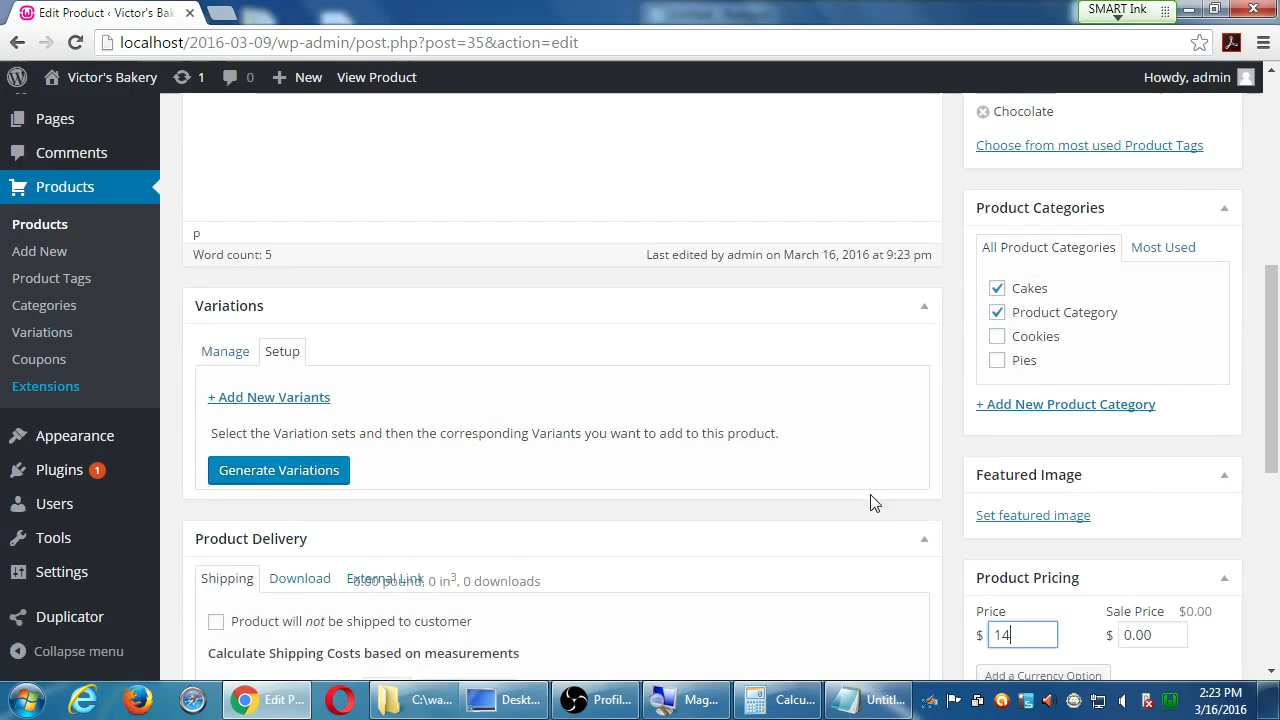 Edit Product ‹ Victor's Bak
SMART Ink
localhost/2016-03-09/wp-admin/post.php?post=35&action=edit
Victor's Bakery
1
0
New
View Product
Howdy, admin
Pages
Comments
Products
Products
Add New
Product Tags
Categories
Variations
Coupons
Extensions
Appearance
Plugins 1
Users
Tools
Settings
Duplicator
Collapse menu
p
Word count: 5
Last edited by admin on March 16, 2016 at 9:23 pm
Variations
Manage
Setup
+ Add New Variants
Select the Variation sets and then the corresponding Variants you want to add to this product.
Generate Variations
Product Delivery
Shipping
Download
External Link
0.00 pound, 0 in3, 0 downloads
Product will not be shipped to customer
Calculate Shipping Costs based on measurements
Chocolate
Choose from most used Product Tags
Product Categories
All Product Categories
Most Used
Cakes
Product Category
Cookies
Pies
+ Add New Product Category
Featured Image
Set featured image
Product Pricing
Price
Sale Price $0.00
$ 14
$ 0.00
Add a Currency Option
Edit P...
C:\wa...
Deskt...
Profil...
Mag...
Calcu...
Untitl...
2:23 PM
3/16/2016